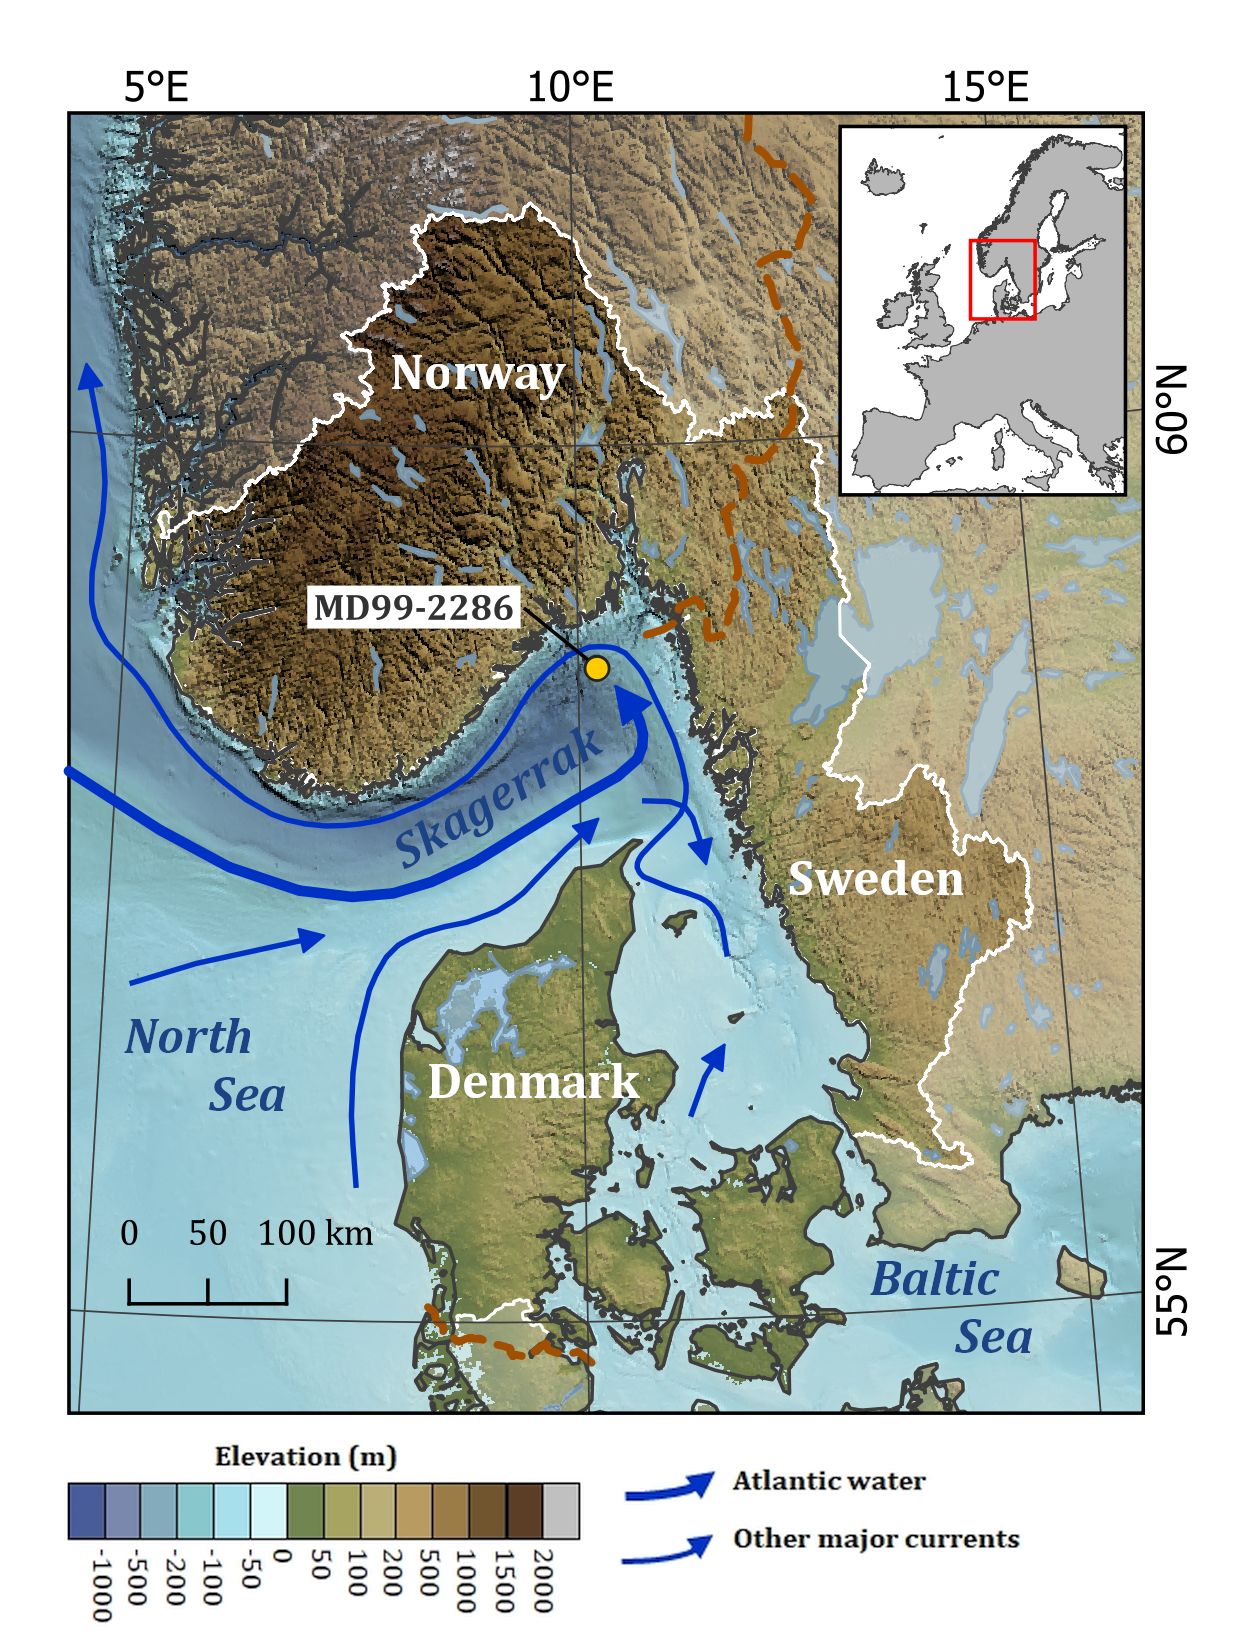 5°E 10°E 15°E
Norway
60°N
MD99-2286
Skagerrak
Sweden
North
Sea
Denmark
0 50 100 km
Baltic
Sea
55°N
Elevation (m)
-1000 -500 -200 -100 -50 0 50 100 200 500 1000 1500 2000
Atlantic water
Other major currents